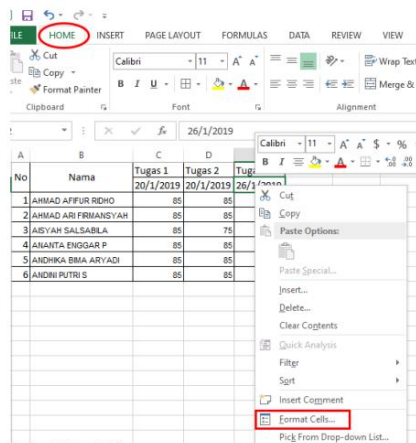 HOME INSERT PAGE LAYOUT FORMULAS DATA REVIEW VIEW
Cut
Copy
Format Painter
Clipboard
Calibri 11 A A
B I U A
Font
Wrap Text
Merge &
Alignment
fx 26/1/2019
Calibri 11 A A $ %
B I A
A B C D
No Nama Tugas 1 Tugas 2
20/1/2019 20/1/2019 26/1/2019
1 AHMAD AFIFUR RIDHO 85 85
2 AHMAD ARI FIRMANSYAH 85 85
3 AISYAH SALSABILA 85 75
4 ANANTA ENGGAR P 85 85
5 ANDHIKA BIMA ARYADI 85 85
6 ANDINI PUTRI S 85 85
Cut
Copy
Paste Options:
Paste Special...
Insert...
Delete...
Clear Contents
Quick Analysis
Filter
Sort
Insert Comment
Format Cells...
Pick From Drop-down List...